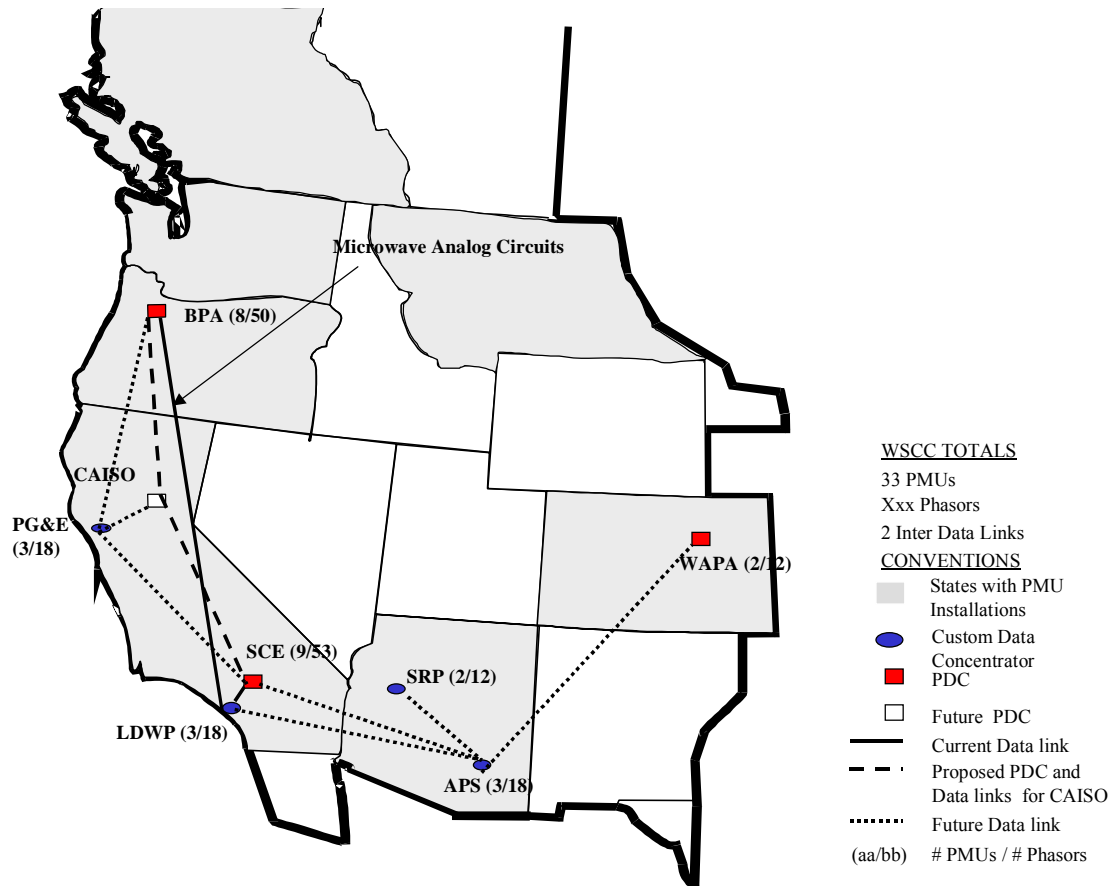 Microwave Analog Circuits
BPA (8/50)
CAISO
PG&E
(3/18)
WAPA (2/12)
SCE (9/53)
SRP (2/12)
LDWP (3/18)
APS (3/18)
WSCC TOTALS
33 PMUs
Xxx Phasors
2 Inter Data Links
CONVENTIONS
States with PMU
Installations
Custom Data
Concentrator
PDC
Future PDC
Current Data link
Proposed PDC and
Data links for CAISO
Future Data link
(aa/bb) # PMUs / # Phasors